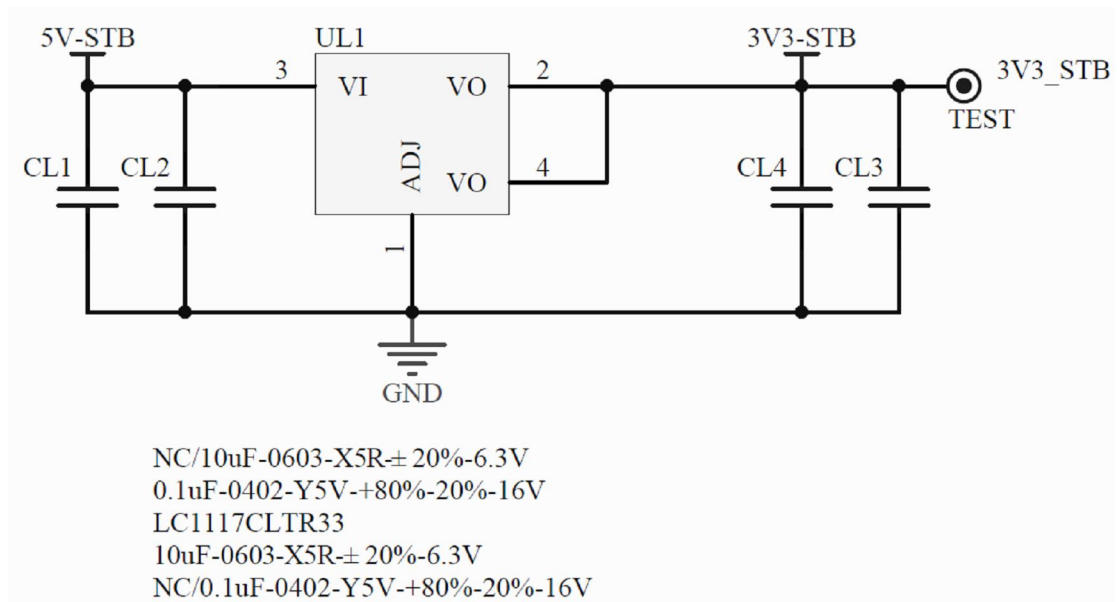 5V-STB
UL1
3V3-STB
3
VI
VO
2
3V3_STB
TEST
CL1
CL2
ADJ
VO
4
CL4
CL3
1
GND
NC/10uF-0603-X5R-±20%-6.3V
0.1uF-0402-Y5V-+80%-20%-16V
LC1117CLTR33
10uF-0603-X5R-±20%-6.3V
NC/0.1uF-0402-Y5V-+80%-20%-16V